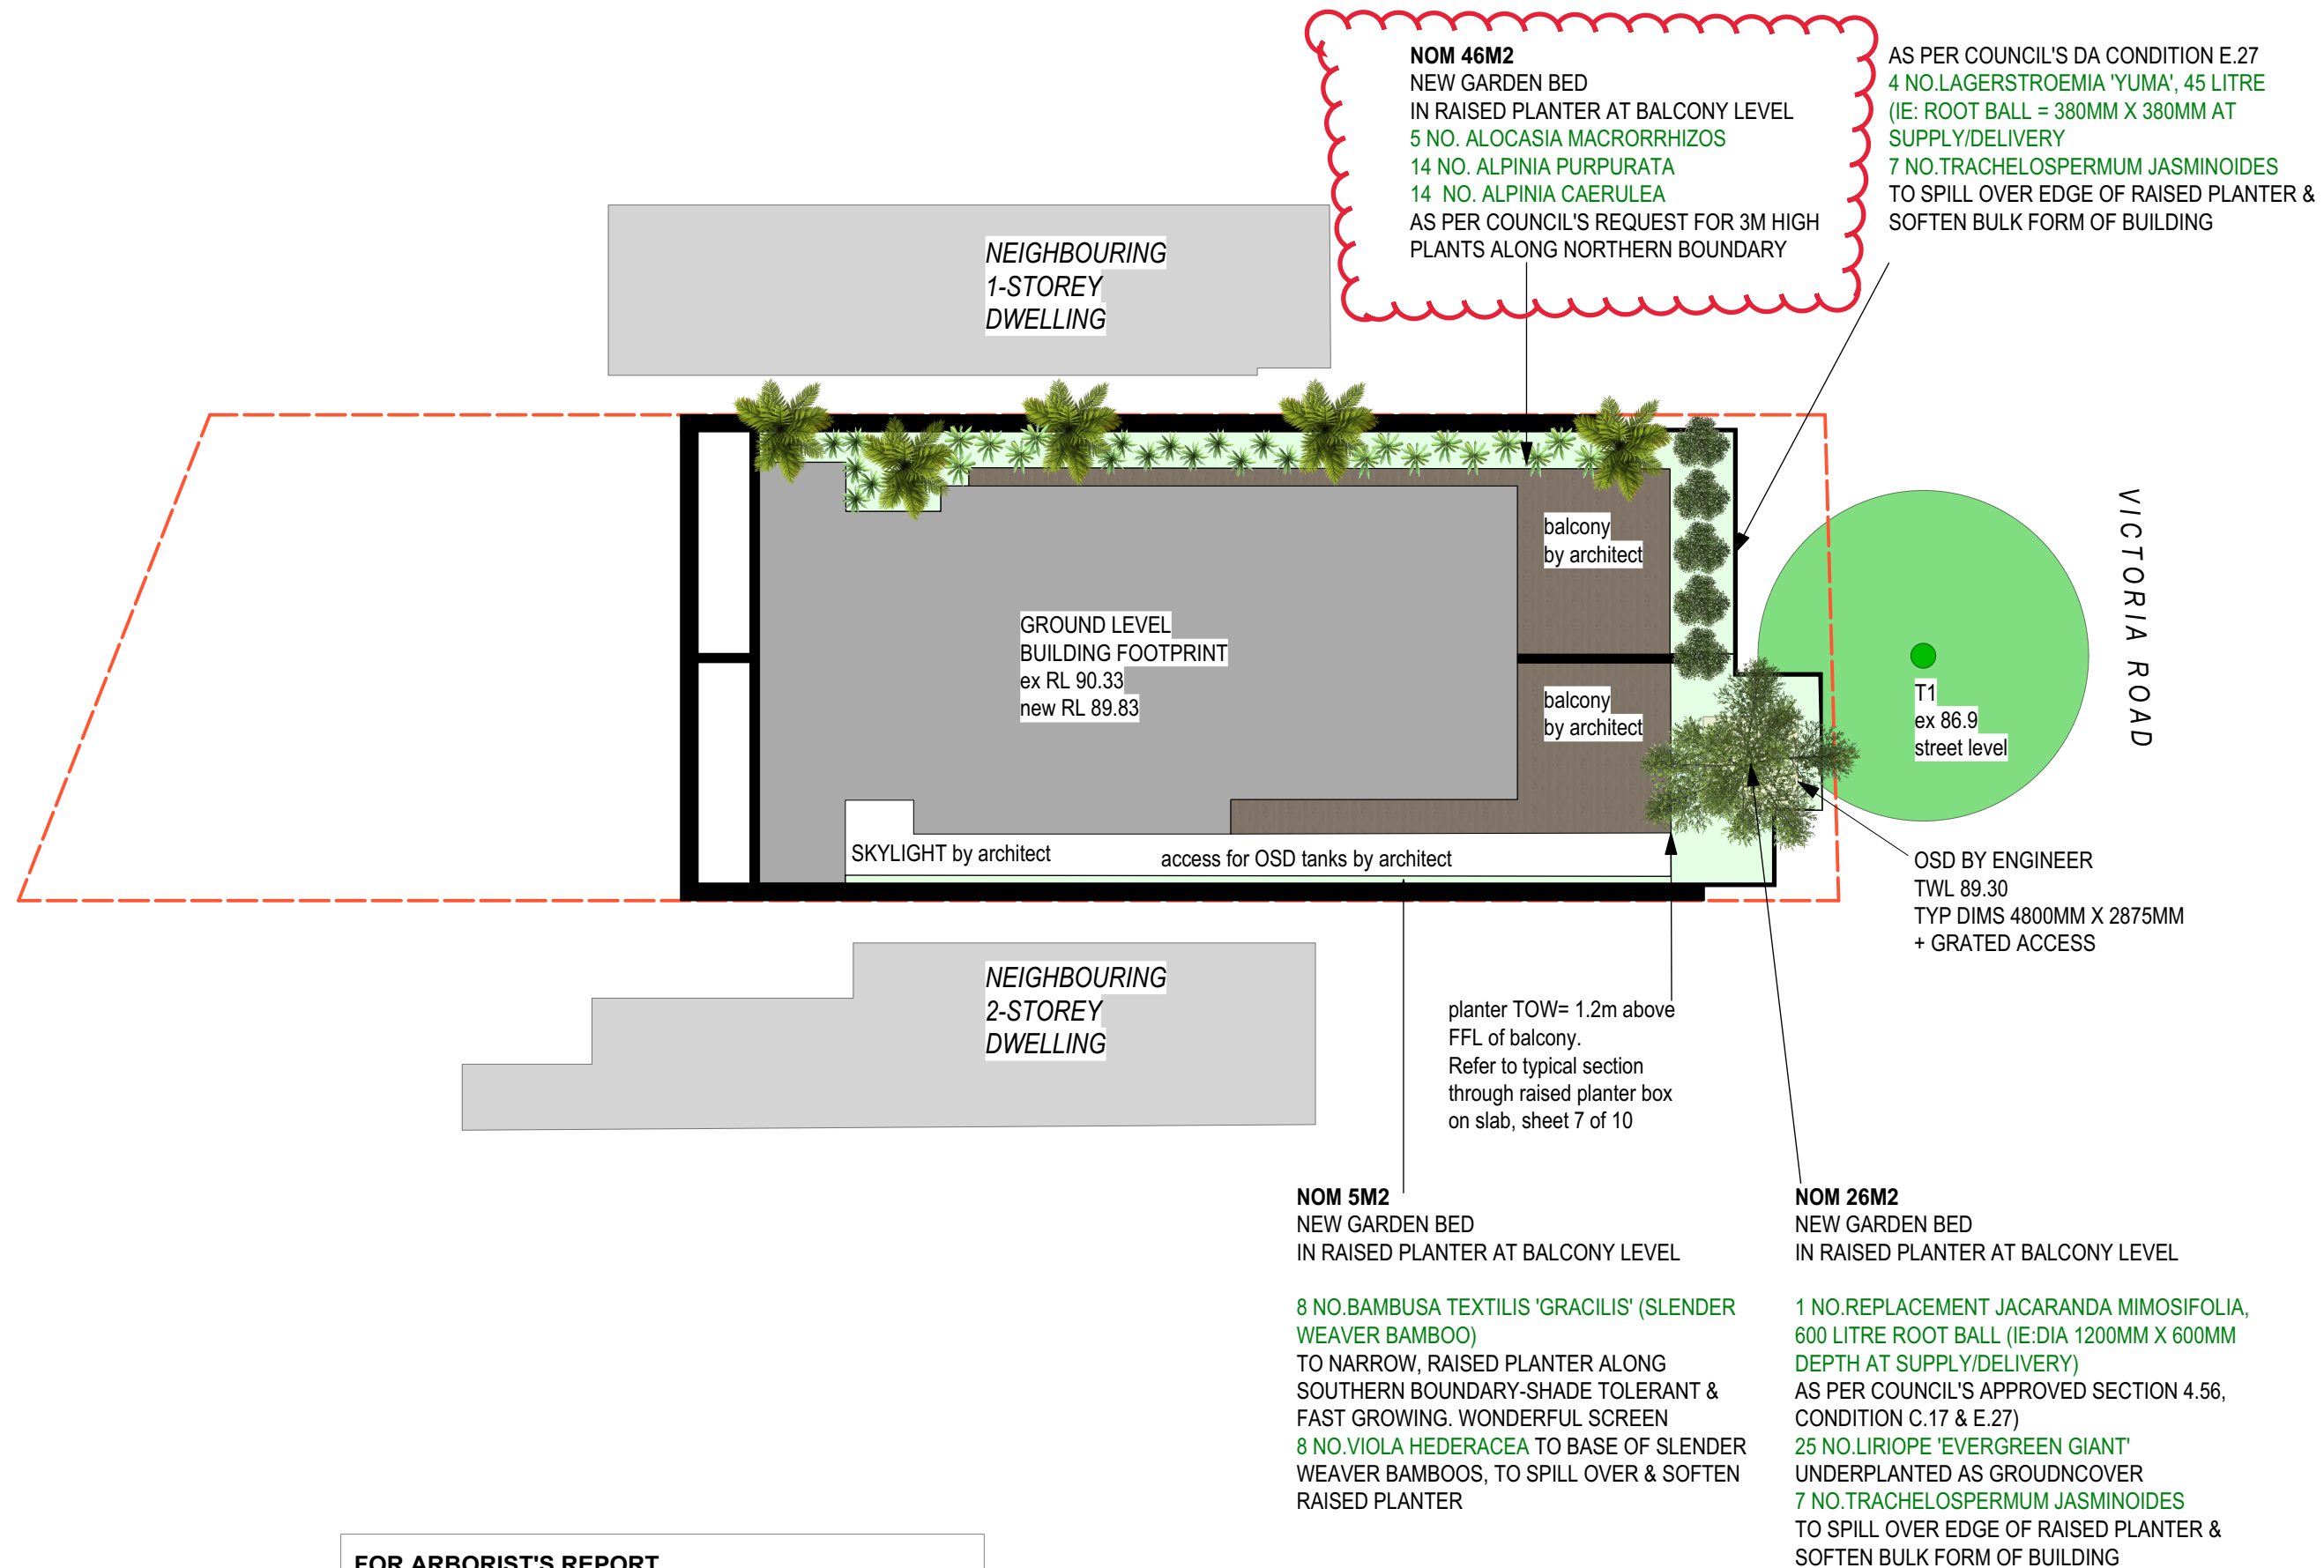 NOM 46M2
NEW GARDEN BED
IN RAISED PLANTER AT BALCONY LEVEL
5 NO. ALOCASIA MACRORRHIZOS
14 NO. ALPINIA PURPURATA
14 NO. ALPINIA CAERULEA
AS PER COUNCIL'S REQUEST FOR 3M HIGH
PLANTS ALONG NORTHERN BOUNDARY
AS PER COUNCIL'S DA CONDITION E.27
4 NO.LAGERSTROEMIA 'YUMA', 45 LITRE
(IE: ROOT BALL = 380MM X 380MM AT
SUPPLY/DELIVERY
7 NO.TRACHELOSPERMUM JASMINOIDES
TO SPILL OVER EDGE OF RAISED PLANTER &
SOFTEN BULK FORM OF BUILDING
NEIGHBOURING
1-STOREY
DWELLING
balcony
by architect
VICTORIA ROAD
GROUND LEVEL
BUILDING FOOTPRINT
ex RL 90.33
new RL 89.83
balcony
by architect
T1
ex 86.9
street level
SKYLIGHT by architect
access for OSD tanks by architect
OSD BY ENGINEER
TWL 89.30
TYP DIMS 4800MM X 2875MM
+ GRATED ACCESS
NEIGHBOURING
2-STOREY
DWELLING
planter TOW= 1.2m above
FFL of balcony.
Refer to typical section
through raised planter box
on slab, sheet 7 of 10
NOM 5M2
NEW GARDEN BED
IN RAISED PLANTER AT BALCONY LEVEL
8 NO.BAMBUSA TEXTILIS 'GRACILIS' (SLENDER
WEAVER BAMBOO)
TO NARROW, RAISED PLANTER ALONG
SOUTHERN BOUNDARY-SHADE TOLERANT &
FAST GROWING. WONDERFUL SCREEN
8 NO.VIOLA HEDERACEA TO BASE OF SLENDER
WEAVER BAMBOOS, TO SPILL OVER & SOFTEN
RAISED PLANTER
NOM 26M2
NEW GARDEN BED
IN RAISED PLANTER AT BALCONY LEVEL
1 NO.REPLACEMENT JACARANDA MIMOSIFOLIA,
600 LITRE ROOT BALL (IE:DIA 1200MM X 600MM
DEPTH AT SUPPLY/DELIVERY)
AS PER COUNCIL'S APPROVED SECTION 4.56,
CONDITION C.17 & E.27)
25 NO.LIRIOPE 'EVERGREEN GIANT'
UNDERPLANTED AS GROUDNCOVER
7 NO.TRACHELOSPERMUM JASMINOIDES
TO SPILL OVER EDGE OF RAISED PLANTER &
SOFTEN BULK FORM OF BUILDING
FOR ARBORIST'S REPORT